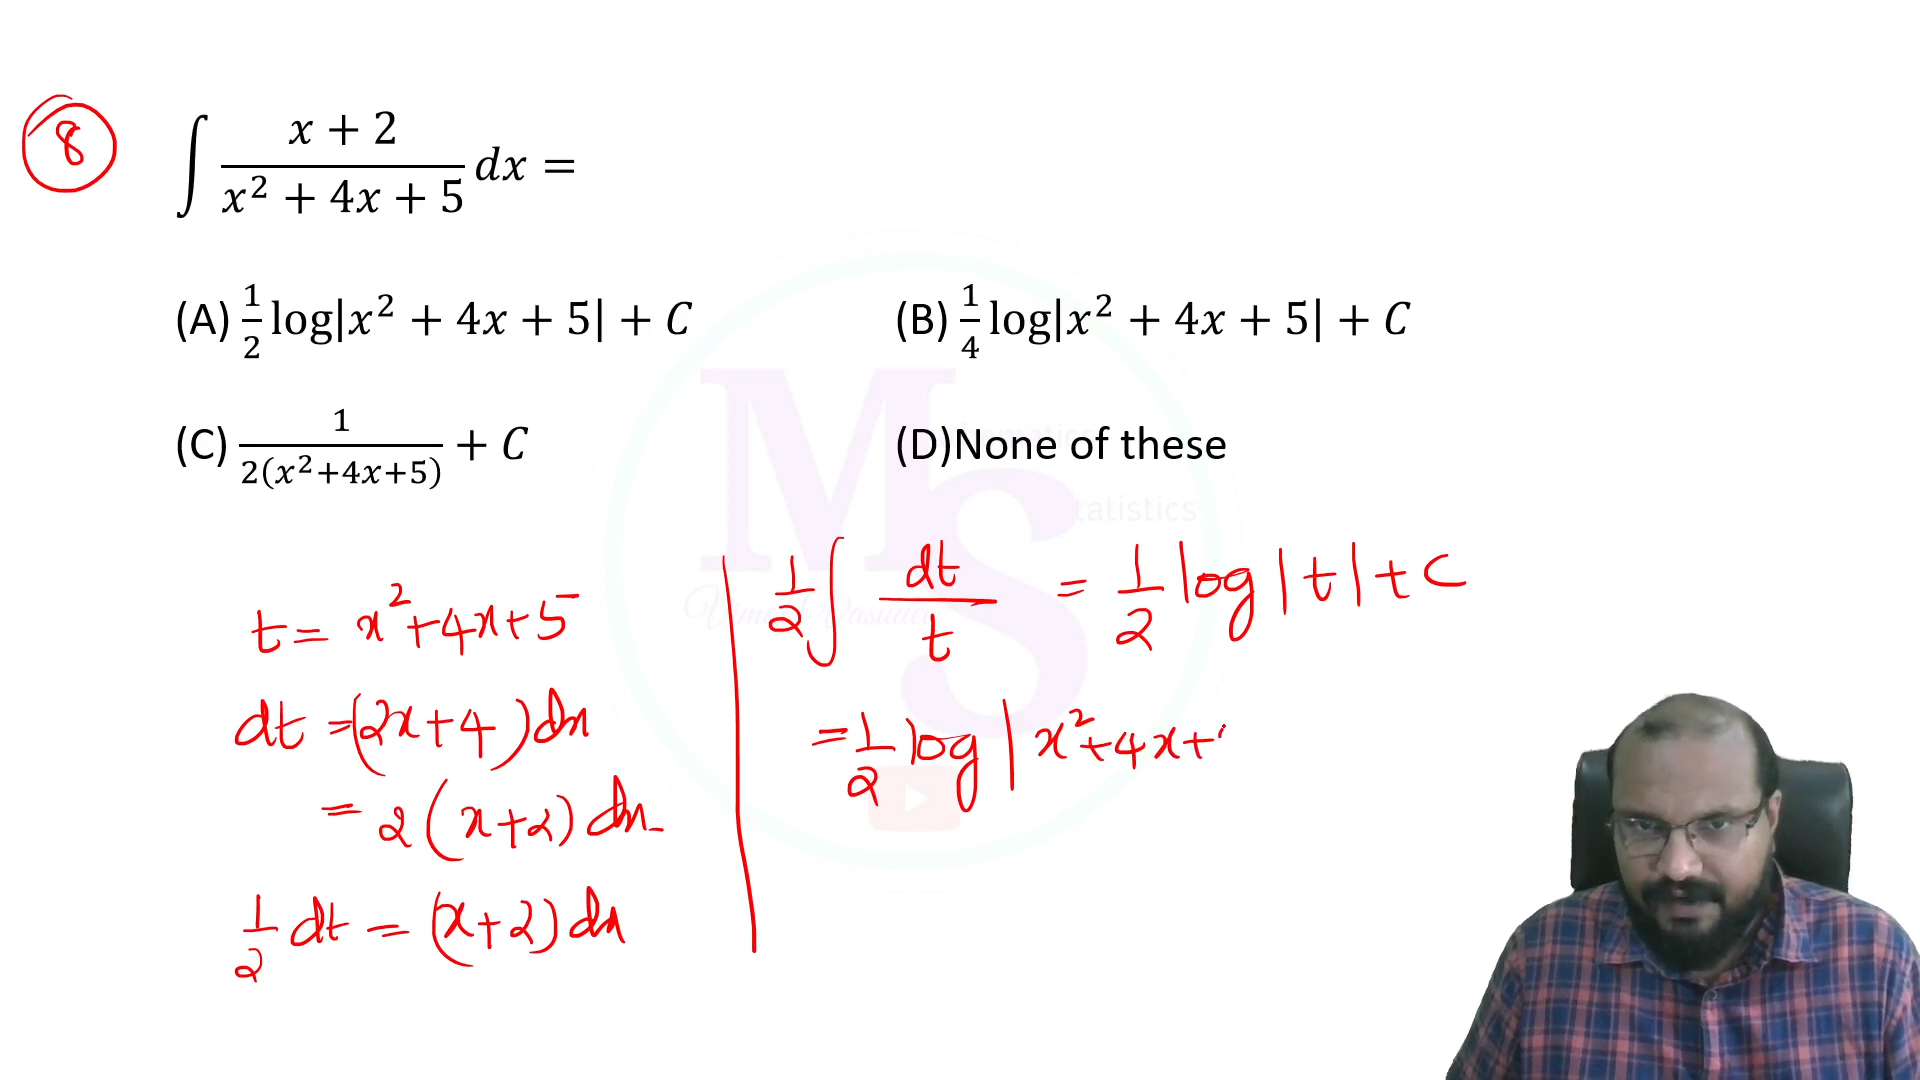 8
∫ (x + 2)/(x² + 4x + 5) dx =
(A) 1/2 log|x² + 4x + 5| + C
(B) 1/4 log|x² + 4x + 5| + C
(C) 1/(2(x²+4x+5)) + C
(D)None of these
tatistics
MS
t = x²+4x+5
dt = (2x+4)dx
= 2(x+2)dx
1/2 dt = (x+2)dx
1/2 ∫ dt/t = 1/2 log|t|+C
= 1/2 log|x²+4x+